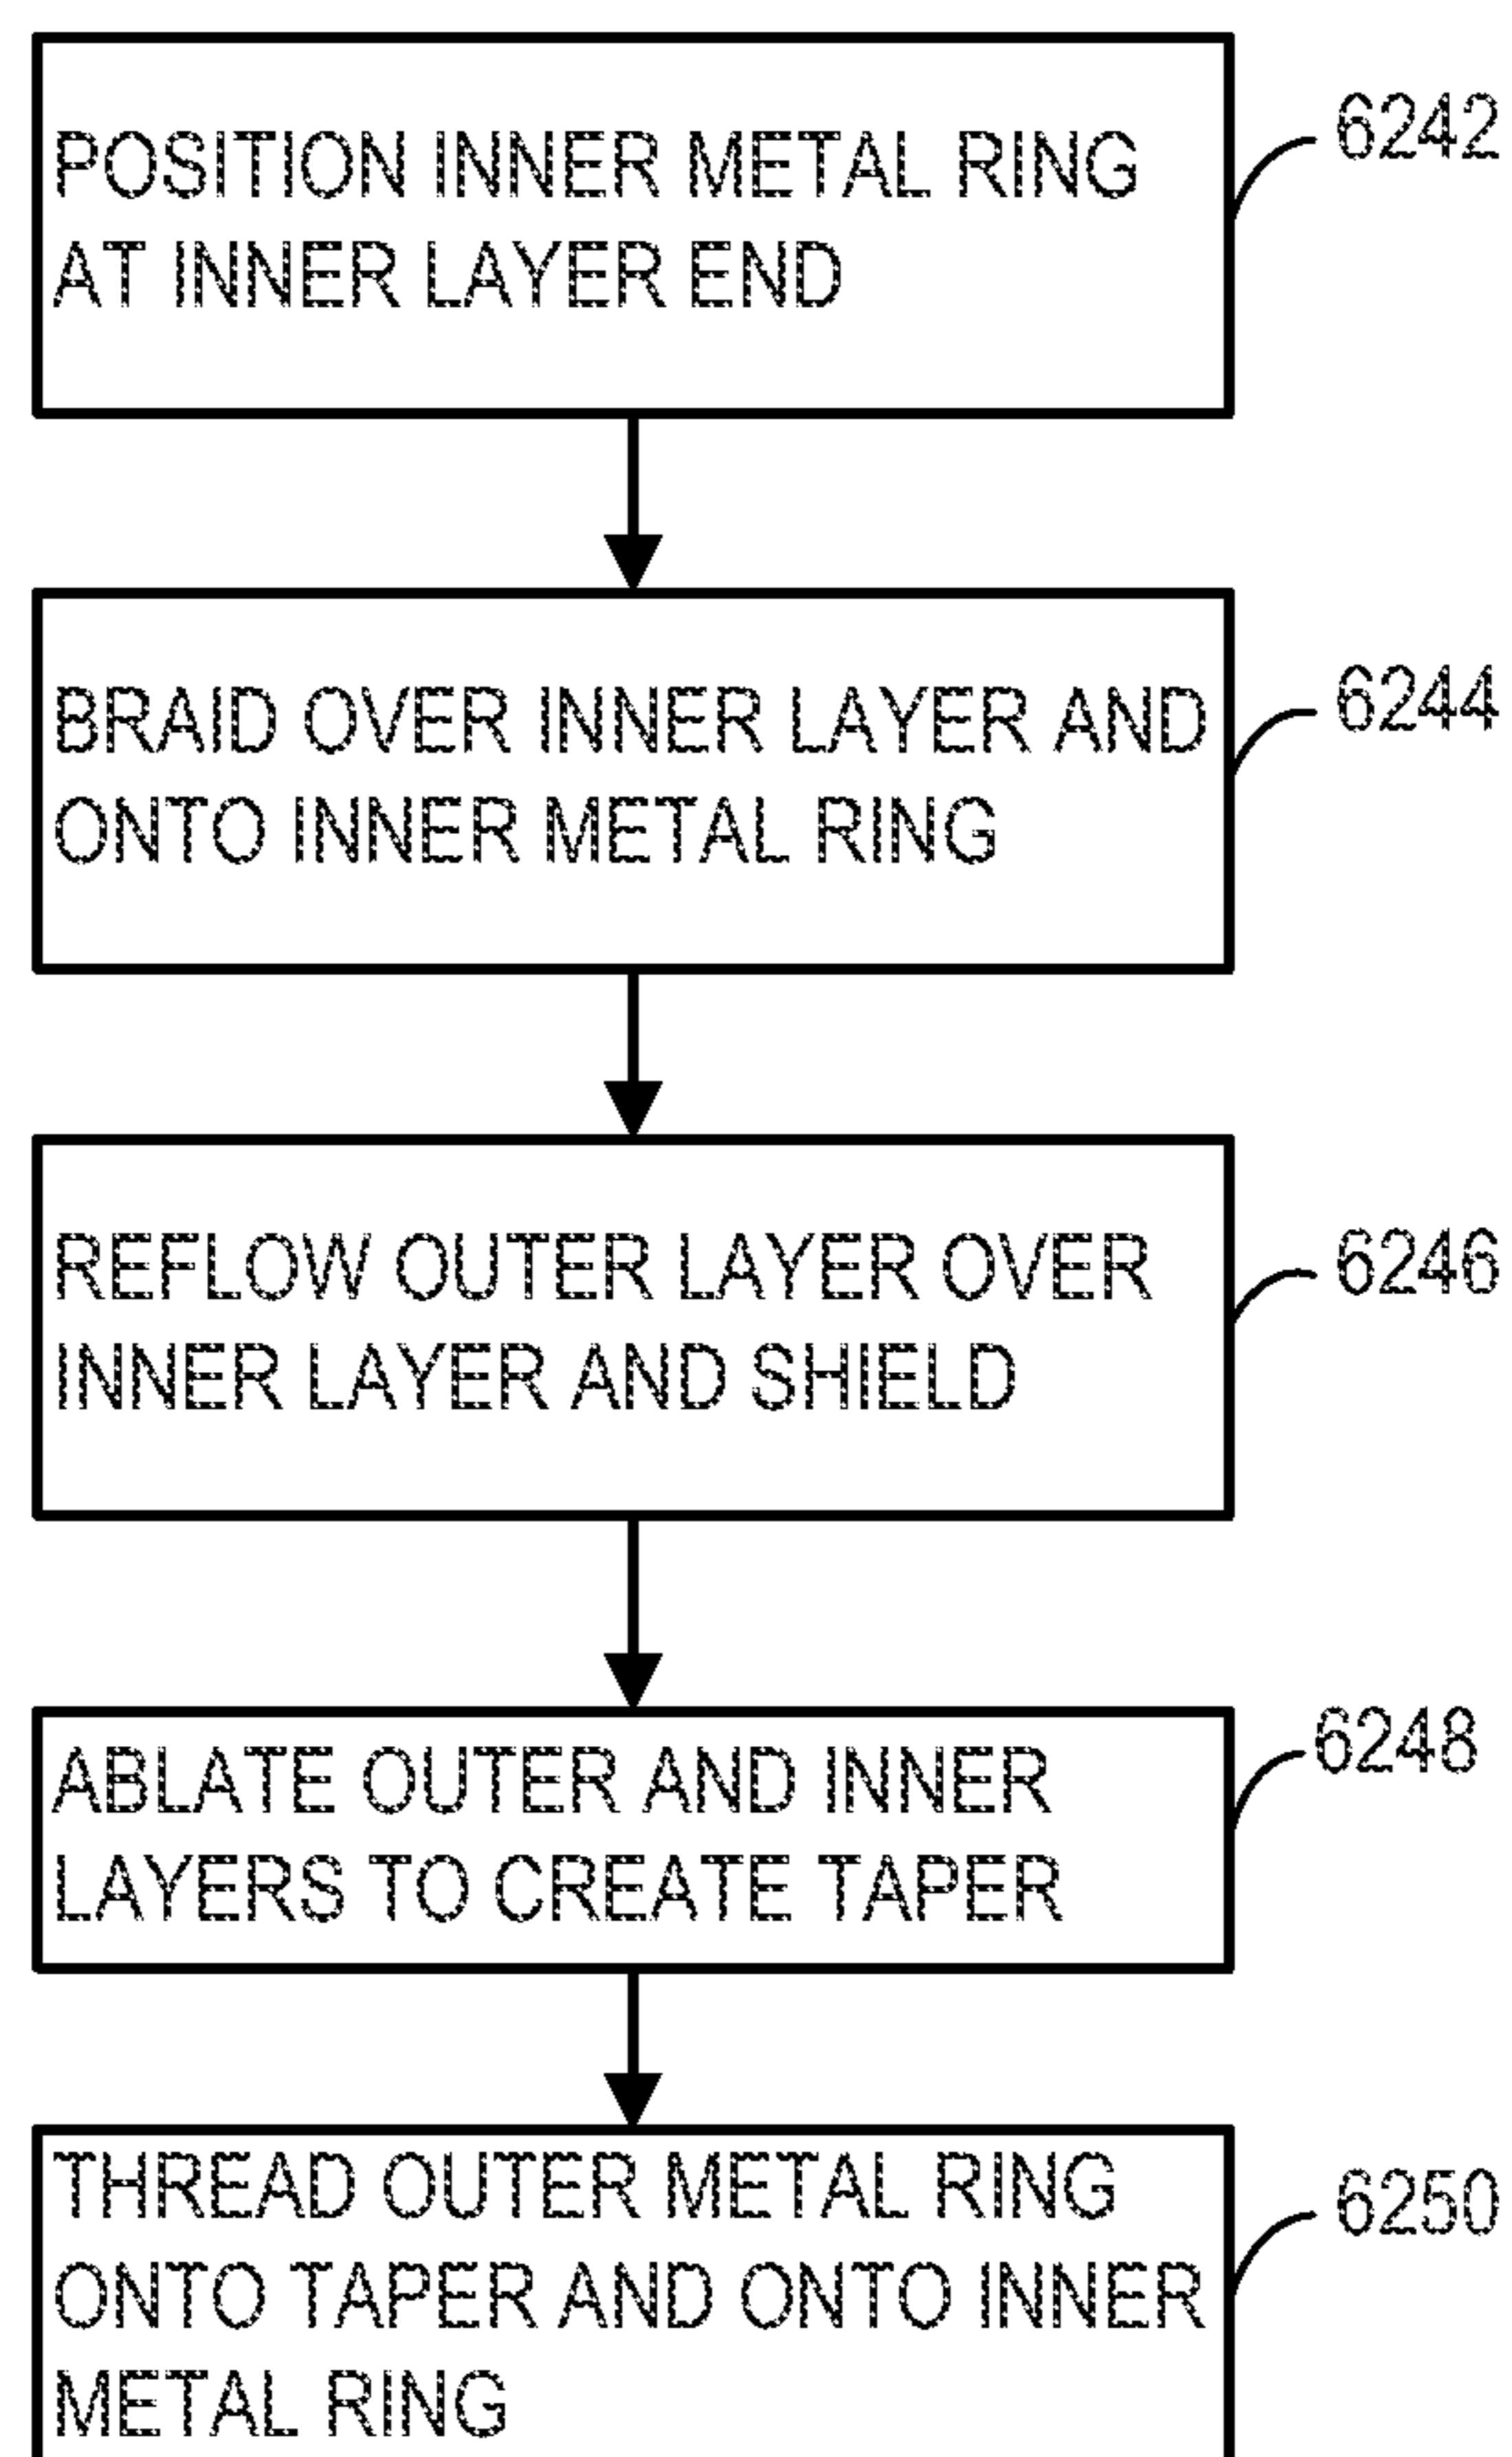 POSITION INNER METAL RING
AT INNER LAYER END
6242
BRAID OVER INNER LAYER AND
ONTO INNER METAL RING
6244
REFLOW OUTER LAYER OVER
INNER LAYER AND SHIELD
6246
ABLATE OUTER AND INNER
LAYERS TO CREATE TAPER
6248
THREAD OUTER METAL RING
ONTO TAPER AND ONTO INNER
METAL RING
6250